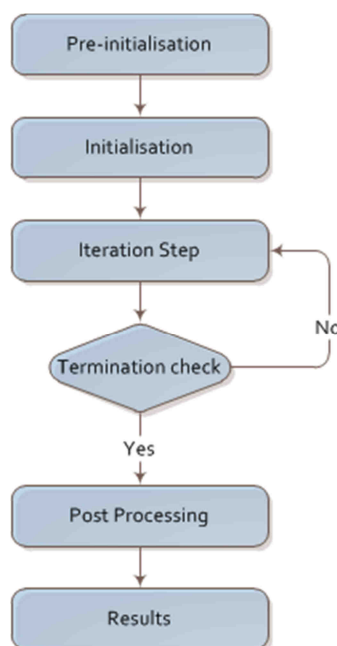 Pre-initialisation
Initialisation
Iteration Step
No
Termination check
Yes
Post Processing
Results